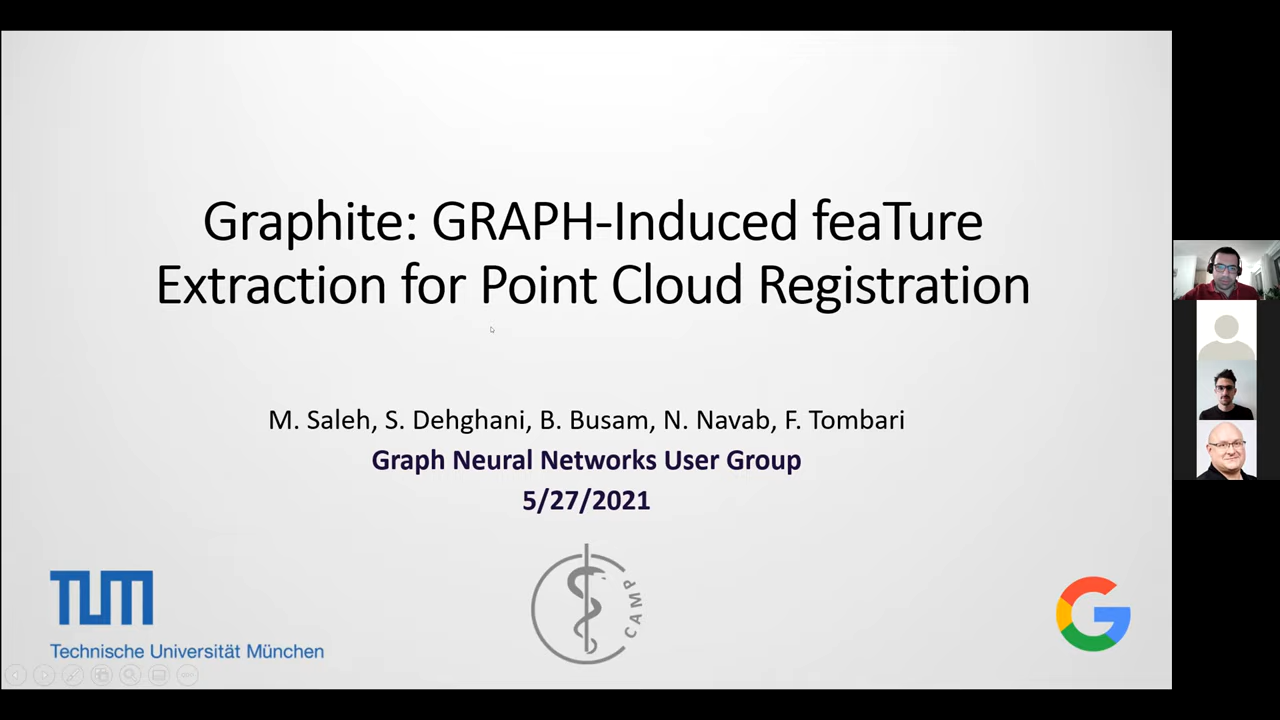 Graphite: GRAPH-Induced feaTure
Extraction for Point Cloud Registration
M. Saleh, S. Dehghani, B. Busam, N. Navab, F. Tombari
Graph Neural Networks User Group
5/27/2021
TUM
Technische Universität München
CAMP
G